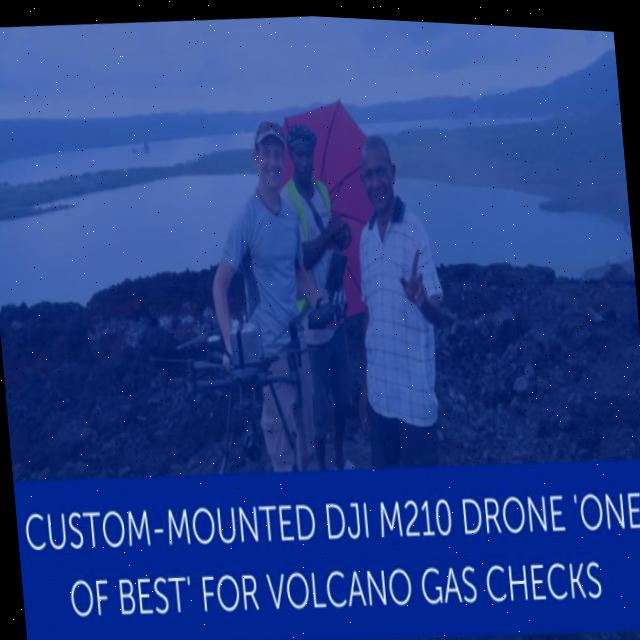 CUSTOM-MOUNTED DJI M210 DRONE 'ONE
OF BEST' FOR VOLCANO GAS CHECKS